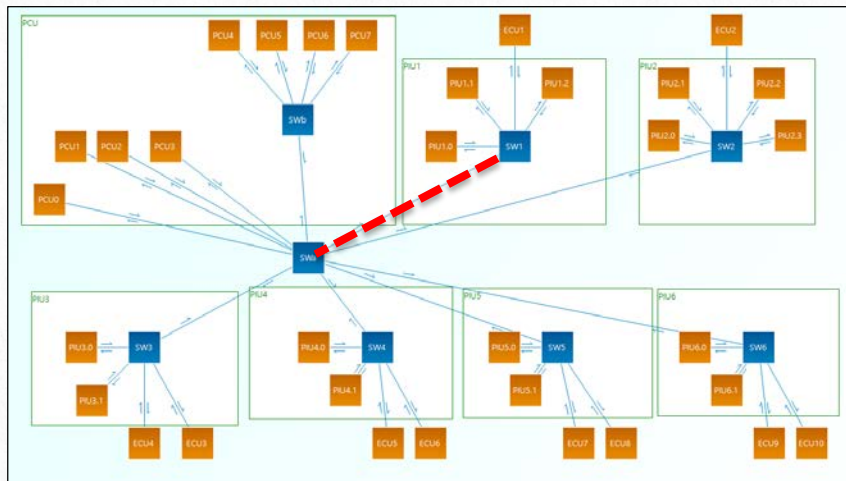 PCU
PCU4
PCU5
PCU6
PCU7
ECU1
ECU2
PIU1
PIU2
PIU1.1
PIU1.2
PIU2.1
PIU2.2
SWb
PIU1.0
SW1
PIU2.0
SW2
PIU2.3
PCU1
PCU2
PCU3
PCU0
SWa
PIU3
PIU4
PIU5
PIU6
PIU3.0
SW3
PIU4.0
SW4
PIU5.0
SW5
PIU6.0
SW6
PIU3.1
PIU4.1
PIU5.1
PIU6.1
ECU4
ECU3
ECU5
ECU6
ECU7
ECU8
ECU9
ECU10